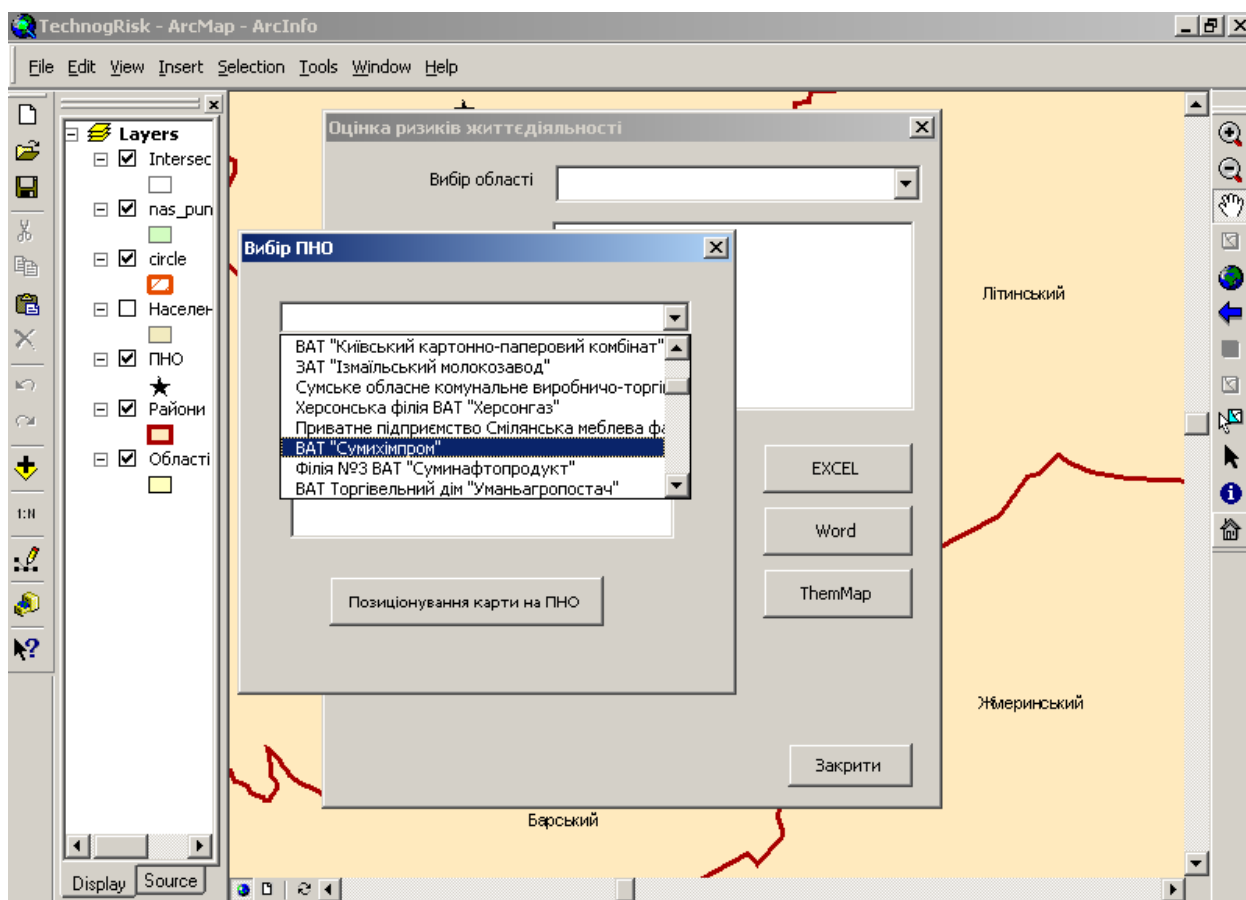 TechnogRisk - ArcMap - ArcInfo
File Edit View Insert Selection Tools Window Help
Layers
Intersec
nas_pun
circle
Населен
ПНО
Райони
Області
Display Source
1:N
Оцінка ризиків життєдіяльності
Вибір області
Вибір ПНО
ВАТ "Київський картонно-паперовий комбінат"
ЗАТ "Ізмаїльський молокозавод"
Сумське обласне комунальне виробничо-торгі
Херсонська філія ВАТ "Херсонгаз"
Приватне підприємство Смілянська меблева фа
ВАТ "Сумихімпром"
Філія №3 ВАТ "Суминафтопродукт"
ВАТ Торгівельний дім "Уманьагропостач"
Позиціонування карти на ПНО
EXCEL
Word
ThemMap
Закрити
Літинський
Жмеринський
Барський